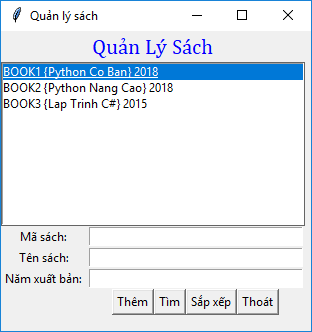 Quản lý sách
Quản Lý Sách
BOOK1 {Python Co Ban} 2018
BOOK2 {Python Nang Cao} 2018
BOOK3 {Lap Trinh C#} 2015
Mã sách:
Tên sách:
Năm xuất bản:
Thêm Tìm Sắp xếp Thoát